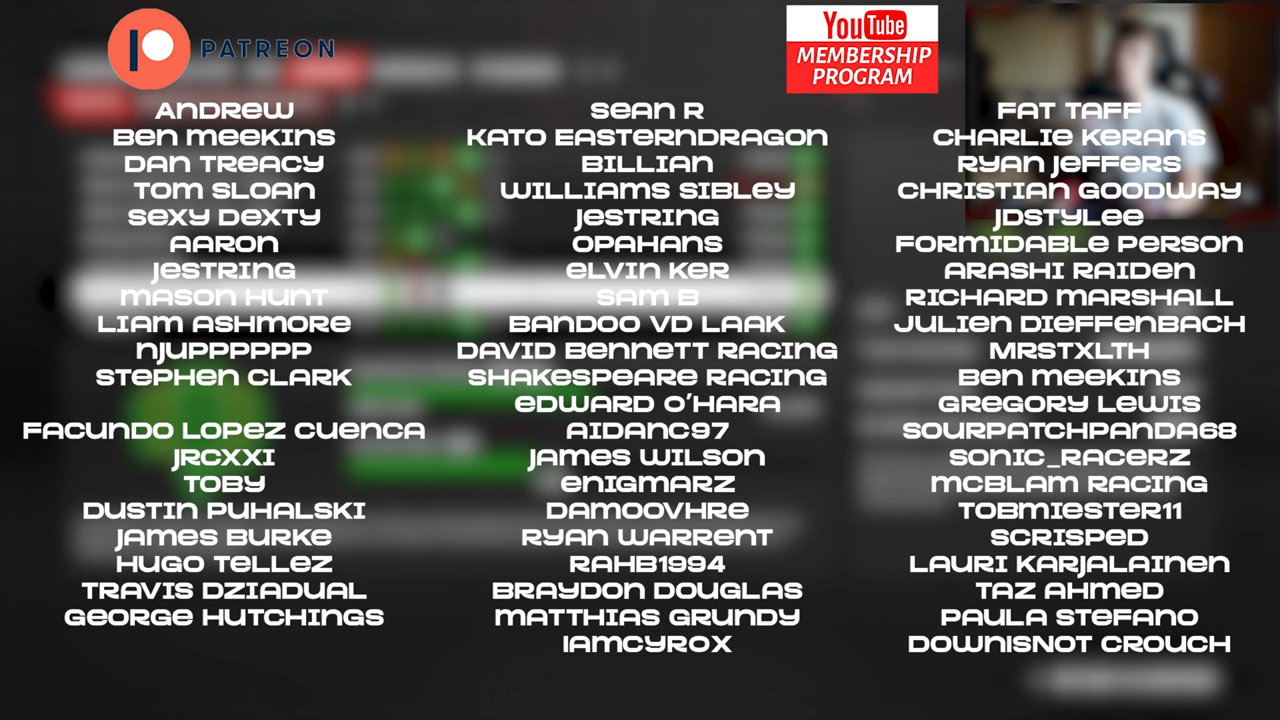 PATREON
YouTube
MEMBERSHIP
PROGRAM
ANDREW
BEN MEEKINS
DAN TREACY
TOM SLOAN
SEXY DEXTY
AARON
JESTRING
MASON HUNT
LIAM ASHMORE
NJUPPPPPP
STEPHEN CLARK
FACUNDO LOPEZ CUENCA
JRCXXI
TOBY
DUSTIN PUHALSKI
JAMES BURKE
HUGO TELLEZ
TRAVIS DZIADUAL
GEORGE HUTCHINGS
SEAN R
KATO EASTERNDRAGON
BILLIAN
WILLIAMS SIBLEY
JESTRING
OPAHANS
ELVIN KER
SAM B
BANDOO VD LAAK
DAVID BENNETT RACING
SHAKESPEARE RACING
EDWARD O'HARA
AIDANC97
JAMES WILSON
ENIGMARZ
DAMOOVHRE
RYAN WARRENT
RAHB1994
BRAYDON DOUGLAS
MATTHIAS GRUNDY
IAMCYROX
FAT TAFF
CHARLIE KERANS
RYAN JEFFERS
CHRISTIAN GOODWAY
JDSTYLEE
FORMIDABLE PERSON
ARASHI RAIDEN
RICHARD MARSHALL
JULIEN DIEFFENBACH
MRSTXLTH
BEN MEEKINS
GREGORY LEWIS
SOURPATCHPANDA68
SONIC_RACERZ
MCBLAM RACING
TOBMIESTER11
SCRISPED
LAURI KARJALAINEN
TAZ AHMED
PAULA STEFANO
DOWNISNOT CROUCH